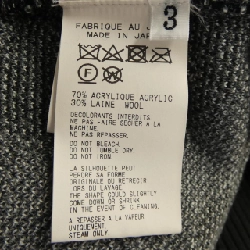 FABRIQUE AU J
MADE IN JAP
3
F
W
70% ACRYLIQUE ACRYLIC
30% LAINE WOOL
DECOLORANTS INTERDITS
NE PAS FAIRE SECHER A LA
MACHINE.
NE PAS REPASSER.
DO NOT BLEACH.
DO NOT TUMBLE DRY
DO NOT IRON
LA SILHOUETTE PEUT
PERDRE SA FORME
ORIGINALE OU RETRECIR
LORS DU LAVAGE
THE SHAPE COULD SLIGHTLY
COME DOWN OR SHRINK
IN THE EVENT OF CLEANING.
A REPASSER A LA VAPEUR
UNIQUEMENT
STEAM ONLY